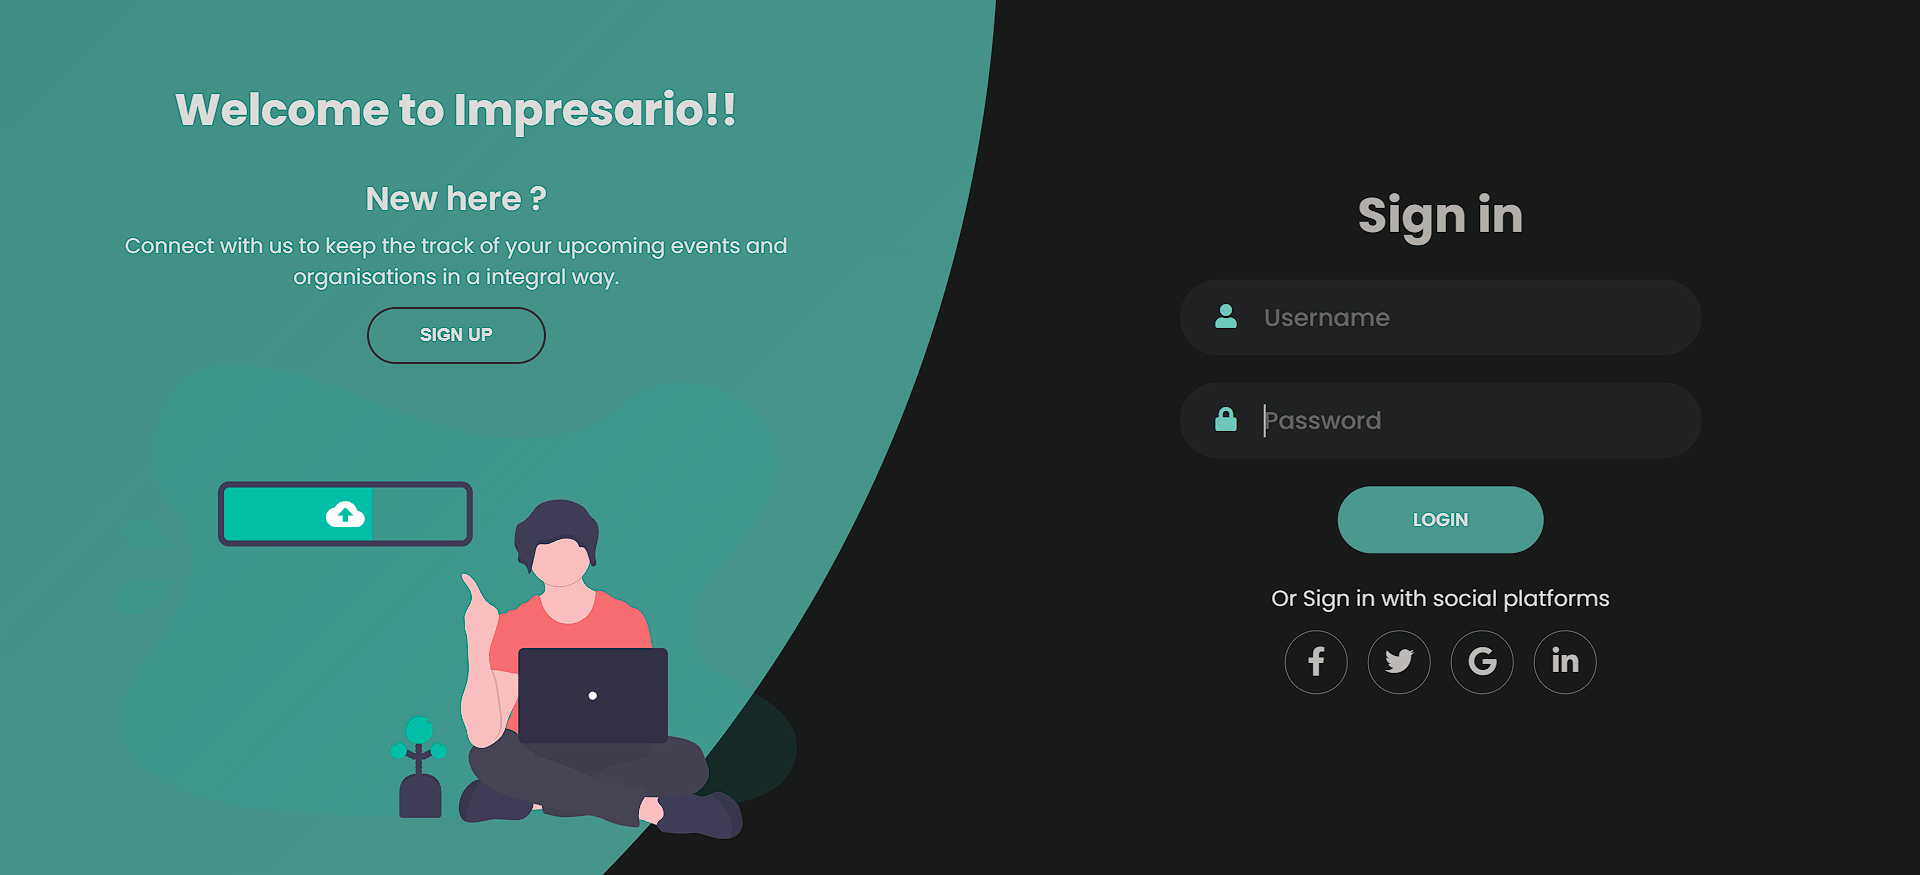 Welcome to Impresario!!
New here ?
Connect with us to keep the track of your upcoming events and
organisations in a integral way.
SIGN UP
Sign in
Username
Password
LOGIN
Or Sign in with social platforms